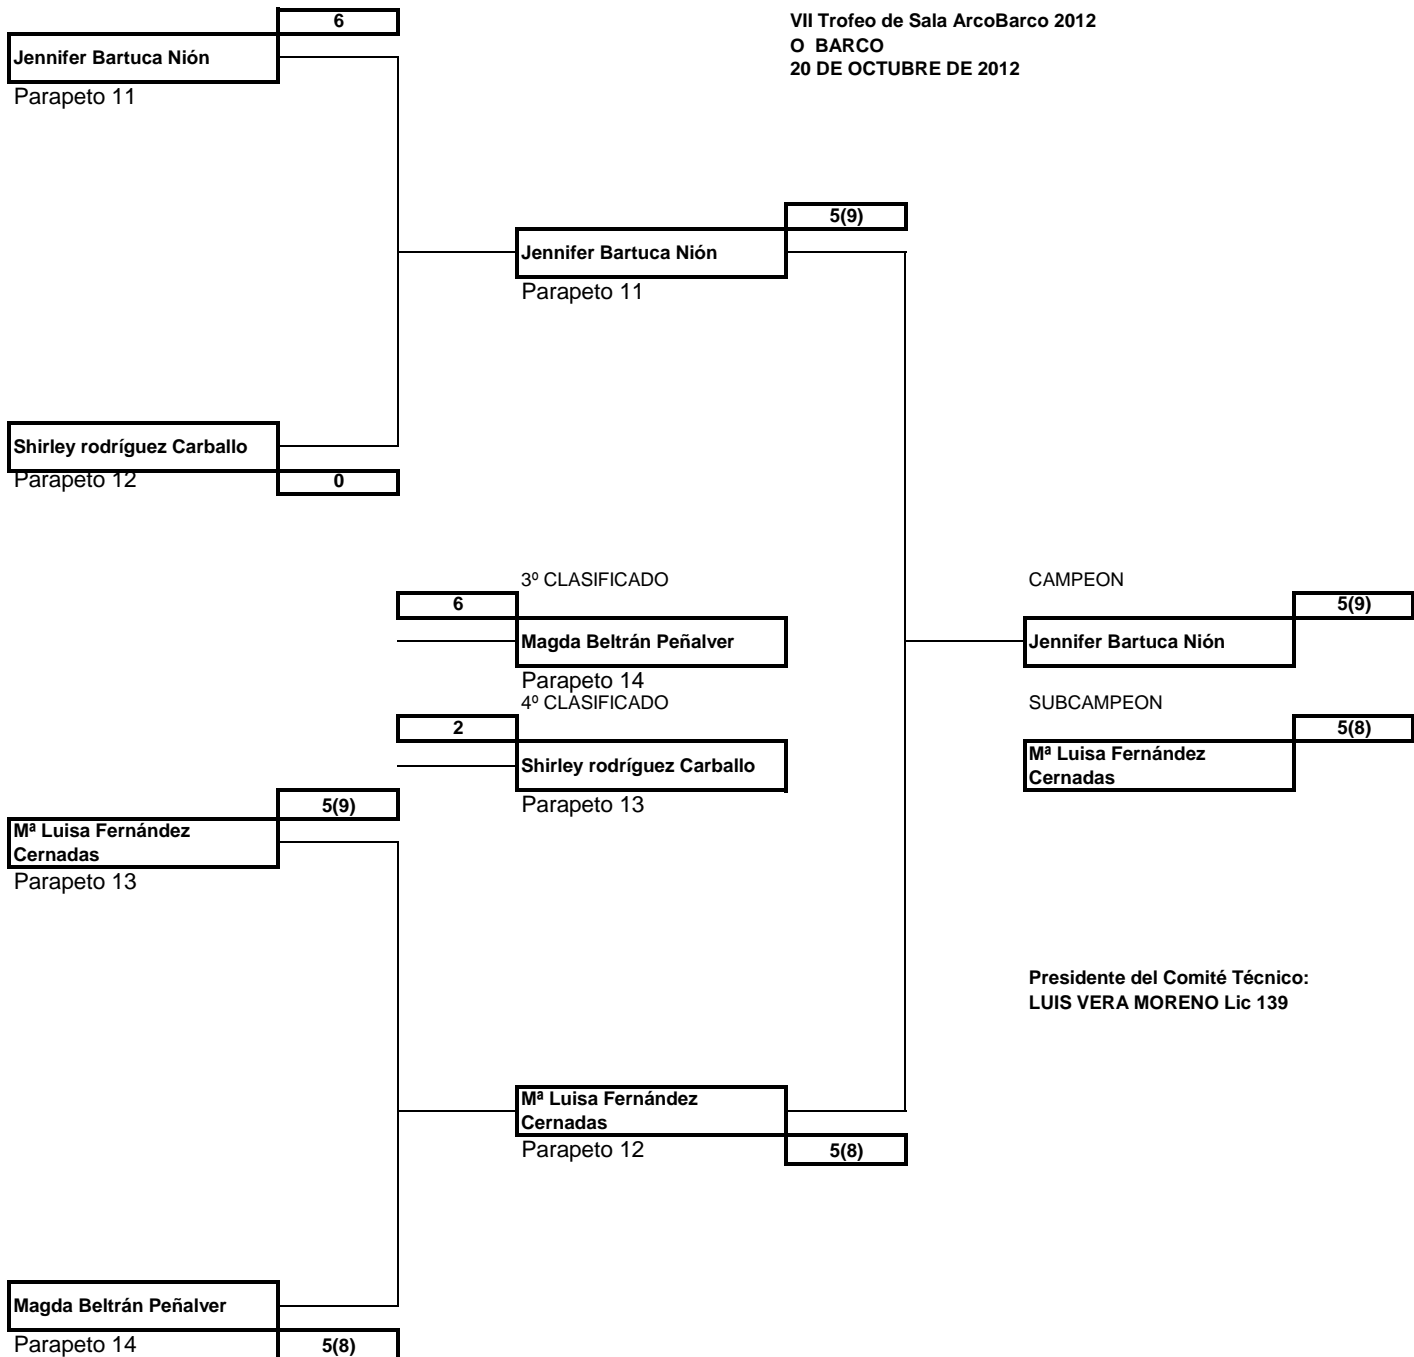 6
VII Trofeo de Sala ArcoBarco 2012
Jennifer Bartuca Nión
O BARCO
20 DE OCTUBRE DE 2012
Parapeto 11
5(9)
Jennifer Bartuca Nión
Parapeto 11
Shirley rodríguez Carballo
Parapeto 12
0
3º CLASIFICADO
CAMPEON
6
5(9)
Magda Beltrán Peñalver
Jennifer Bartuca Nión
Parapeto 14
4º CLASIFICADO
SUBCAMPEON
2
5(8)
Shirley rodríguez Carballo
Mª Luisa Fernández
Cernadas
Parapeto 13
5(9)
Mª Luisa Fernández
Cernadas
Parapeto 13
Presidente del Comité Técnico:
LUIS VERA MORENO Lic 139
Mª Luisa Fernández
Cernadas
Parapeto 12
5(8)
Magda Beltrán Peñalver
Parapeto 14
5(8)